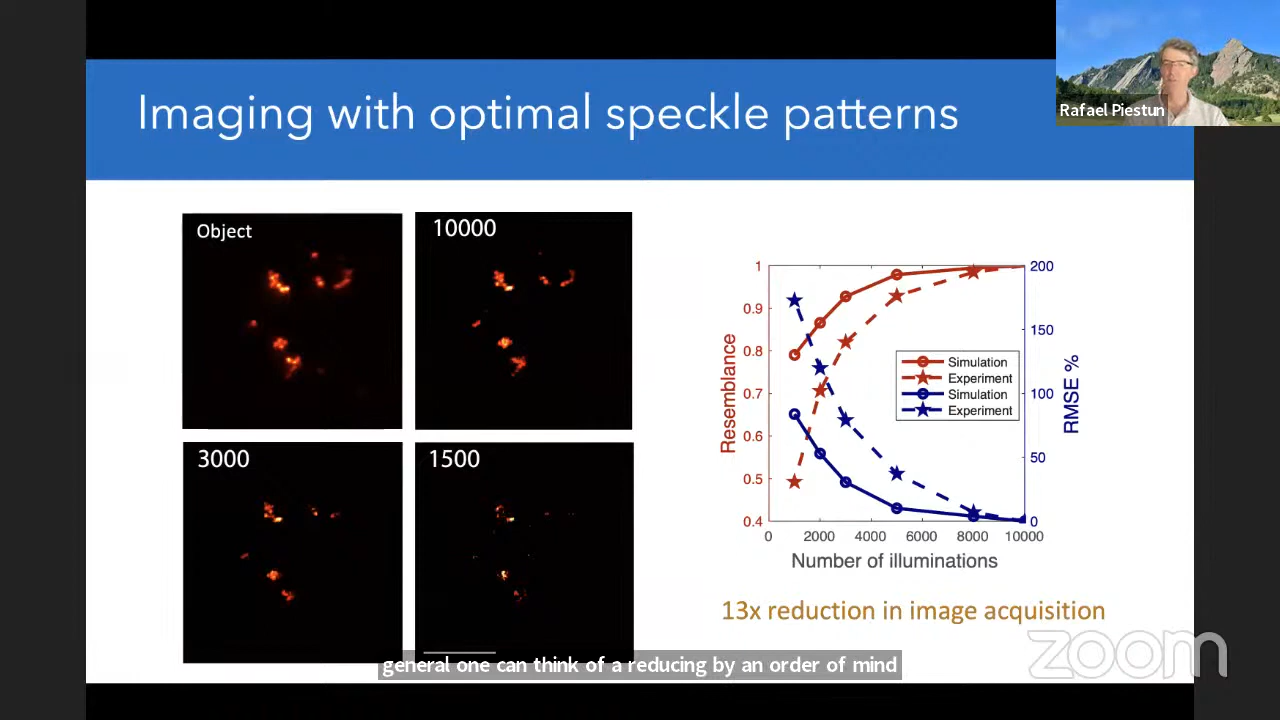 Imaging with optimal speckle patterns
Rafael Piestun
Object
10000
3000
1500
1
0.9
0.8
0.7
0.6
0.5
0.4
Resemblance
200
150
100
50
0
RMSE %
Simulation
Experiment
Simulation
Experiment
0 2000 4000 6000 8000 10000
Number of illuminations
13x reduction in image acquisition
general one can think of a reducing by an order of mind
zoom